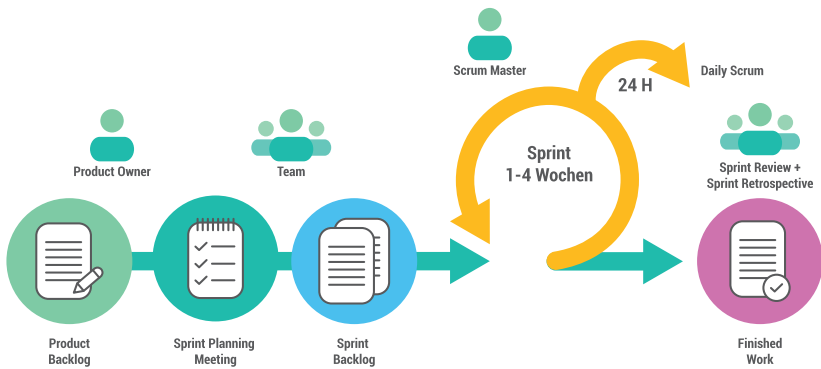 Scrum Master
24 H
Daily Scrum
Product Owner
Team
Sprint
1-4 Wochen
Sprint Review +
Sprint Retrospective
Product
Backlog
Sprint Planning
Meeting
Sprint
Backlog
Finished
Work